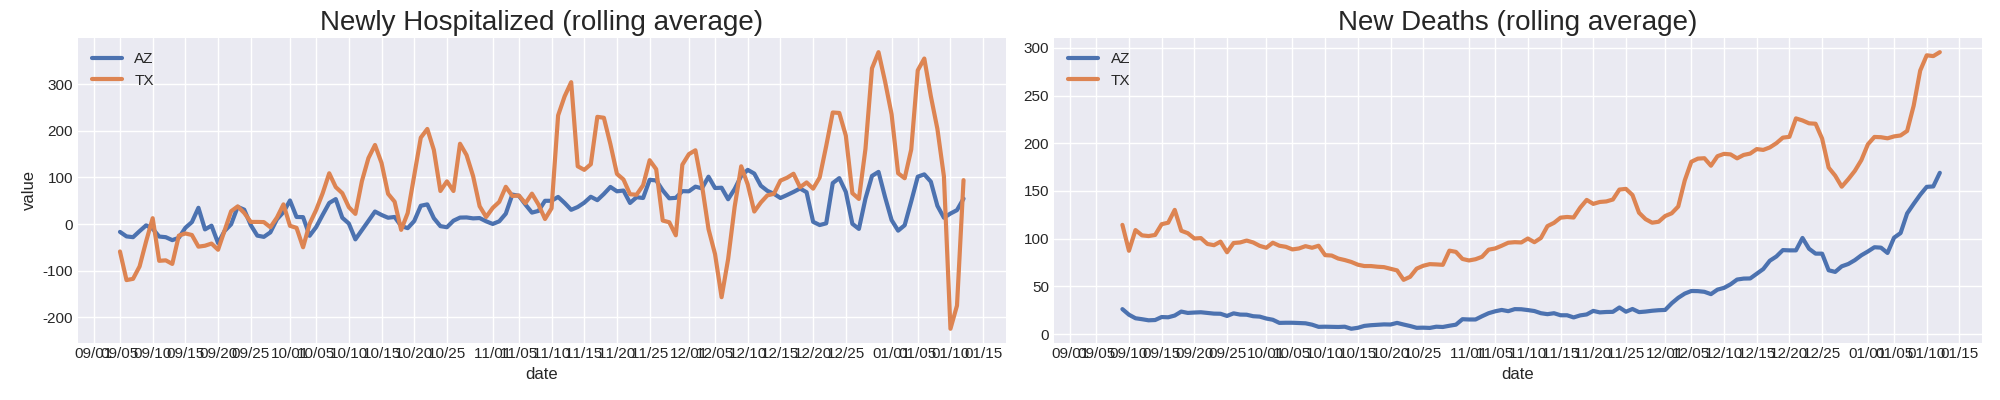 Newly Hospitalized (rolling average)
AZ
TX
300
200
100
0
-100
-200
value
09/01 09/05 09/10 09/15 09/20 09/25 10/01 10/05 10/10 10/15 10/20 10/25 11/01 11/05 11/10 11/15 11/20 11/25 12/01 12/05 12/10 12/15 12/20 12/25 01/01 01/05 01/10 01/15
date
New Deaths (rolling average)
AZ
TX
300
250
200
150
100
50
0
09/01 09/05 09/10 09/15 09/20 09/25 10/01 10/05 10/10 10/15 10/20 10/25 11/01 11/05 11/10 11/15 11/20 11/25 12/01 12/05 12/10 12/15 12/20 12/25 01/01 01/05 01/10 01/15
date